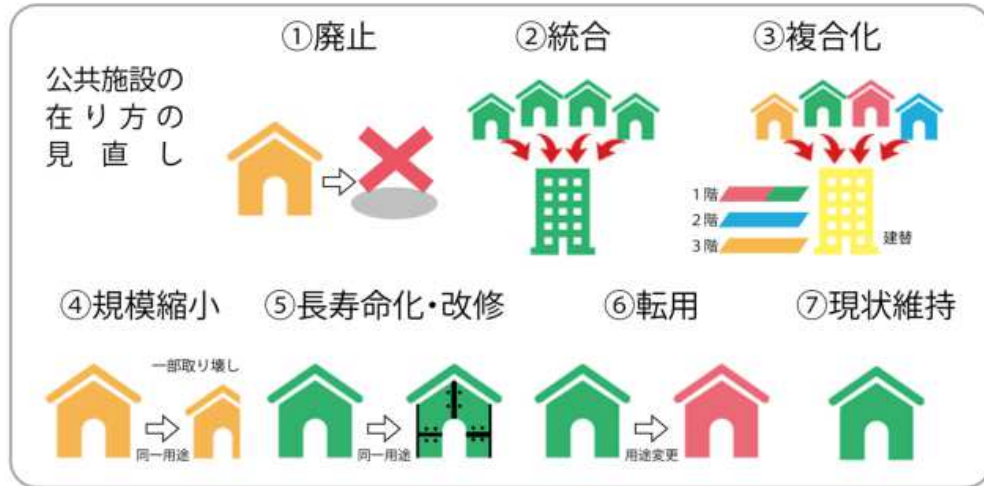 公共施設の
在り方の
見直し
①廃止
②統合
③複合化
1階
2階
3階
建替
④規模縮小
一部取り壊し
同一用途
⑤長寿命化・改修
同一用途
⑥転用
用途変更
⑦現状維持